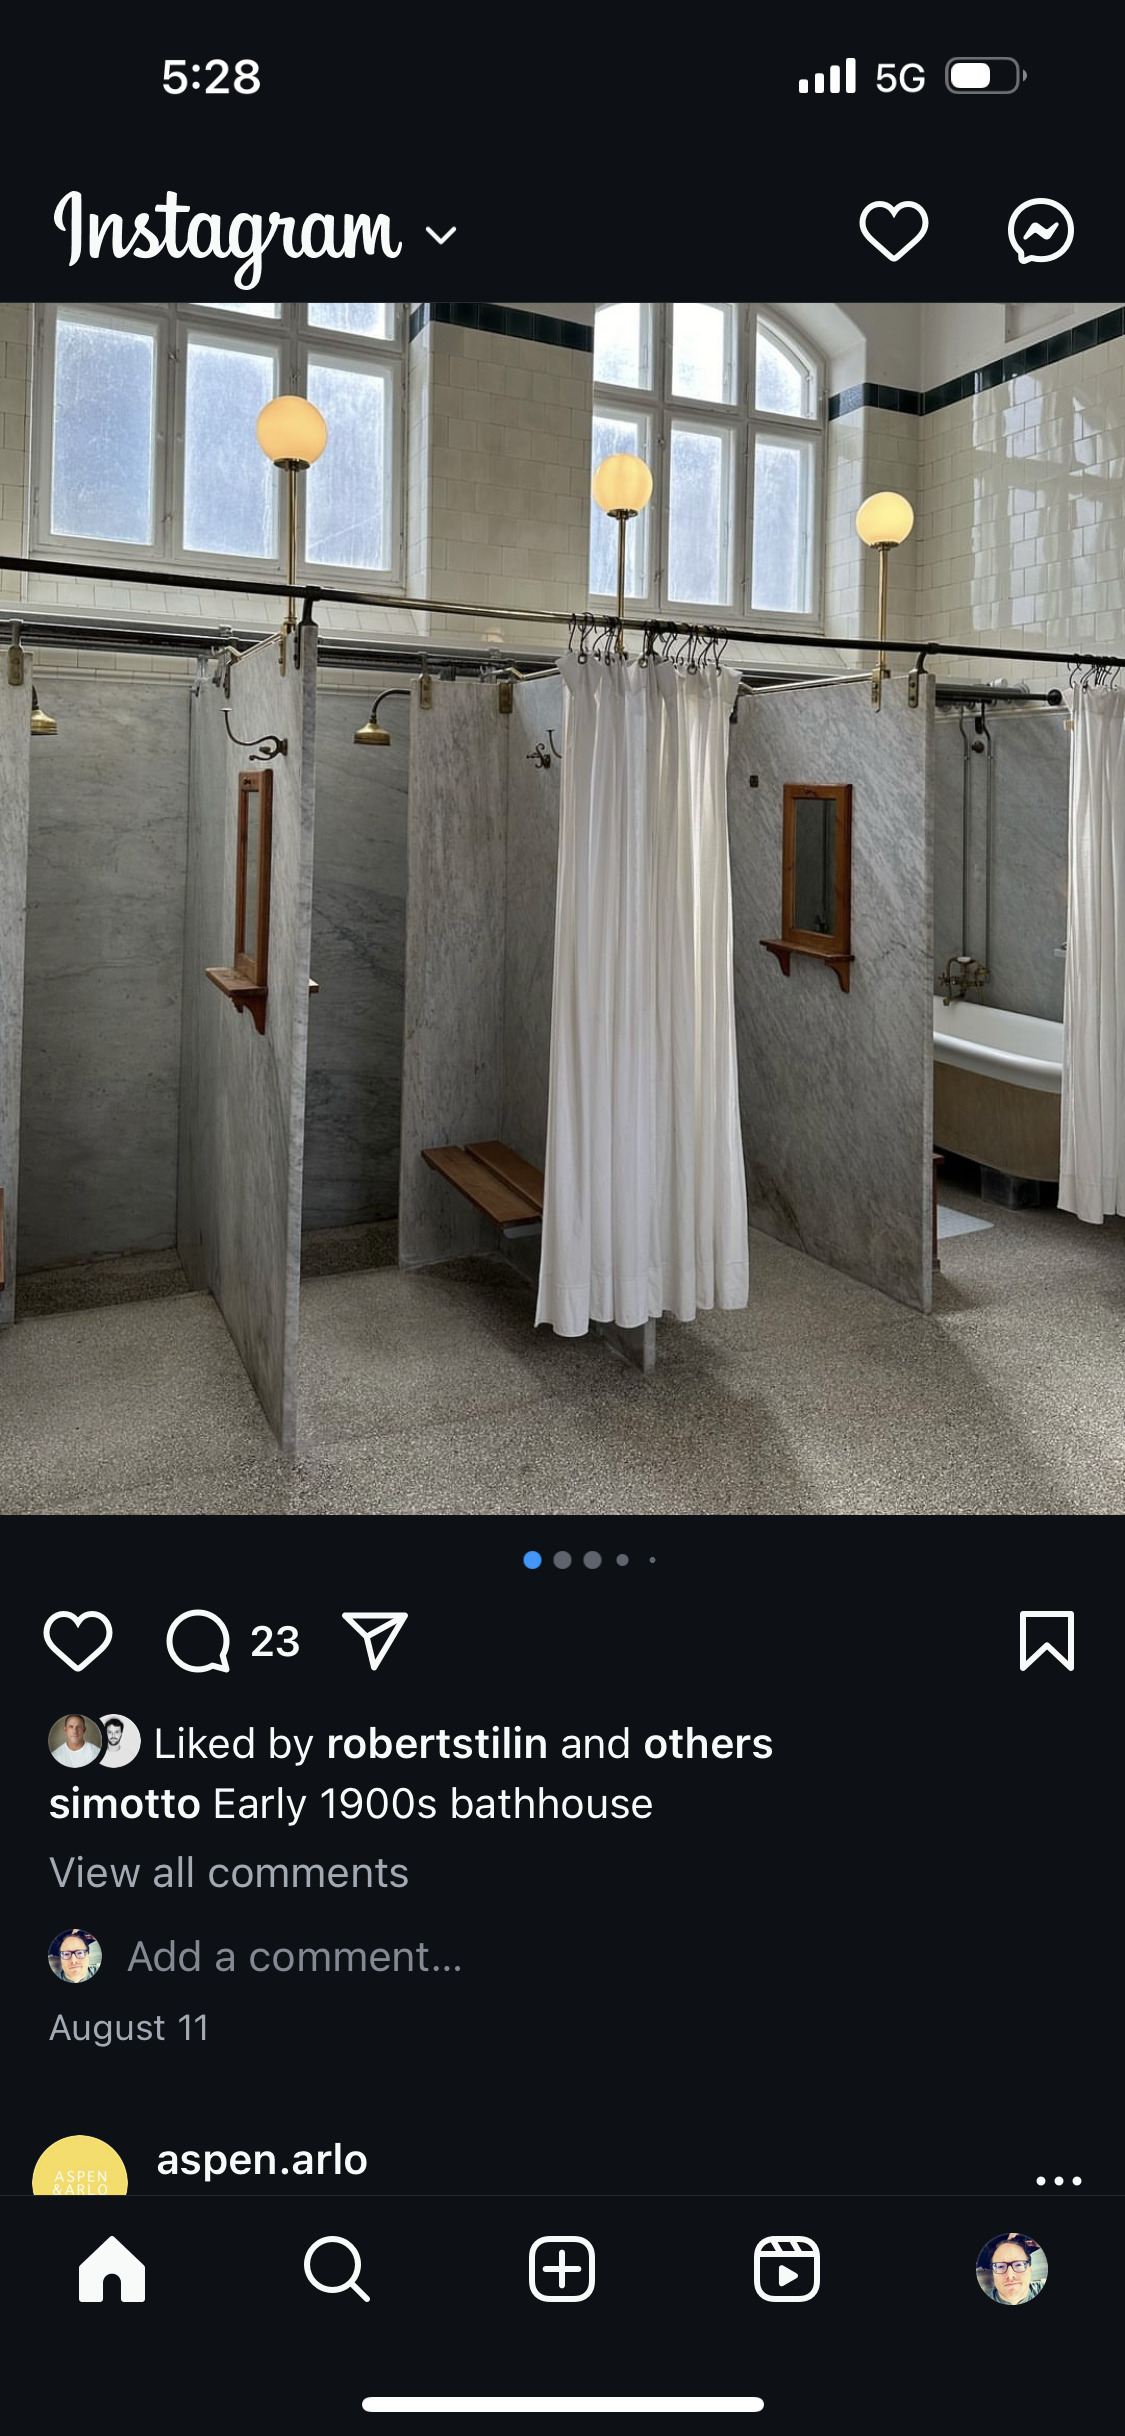 5:28
5G
Instagram
23
Liked by robertstilin and others
simotto Early 1900s bathhouse
View all comments
Add a comment...
August 11
aspen.arlo
ASPEN
&ARLO